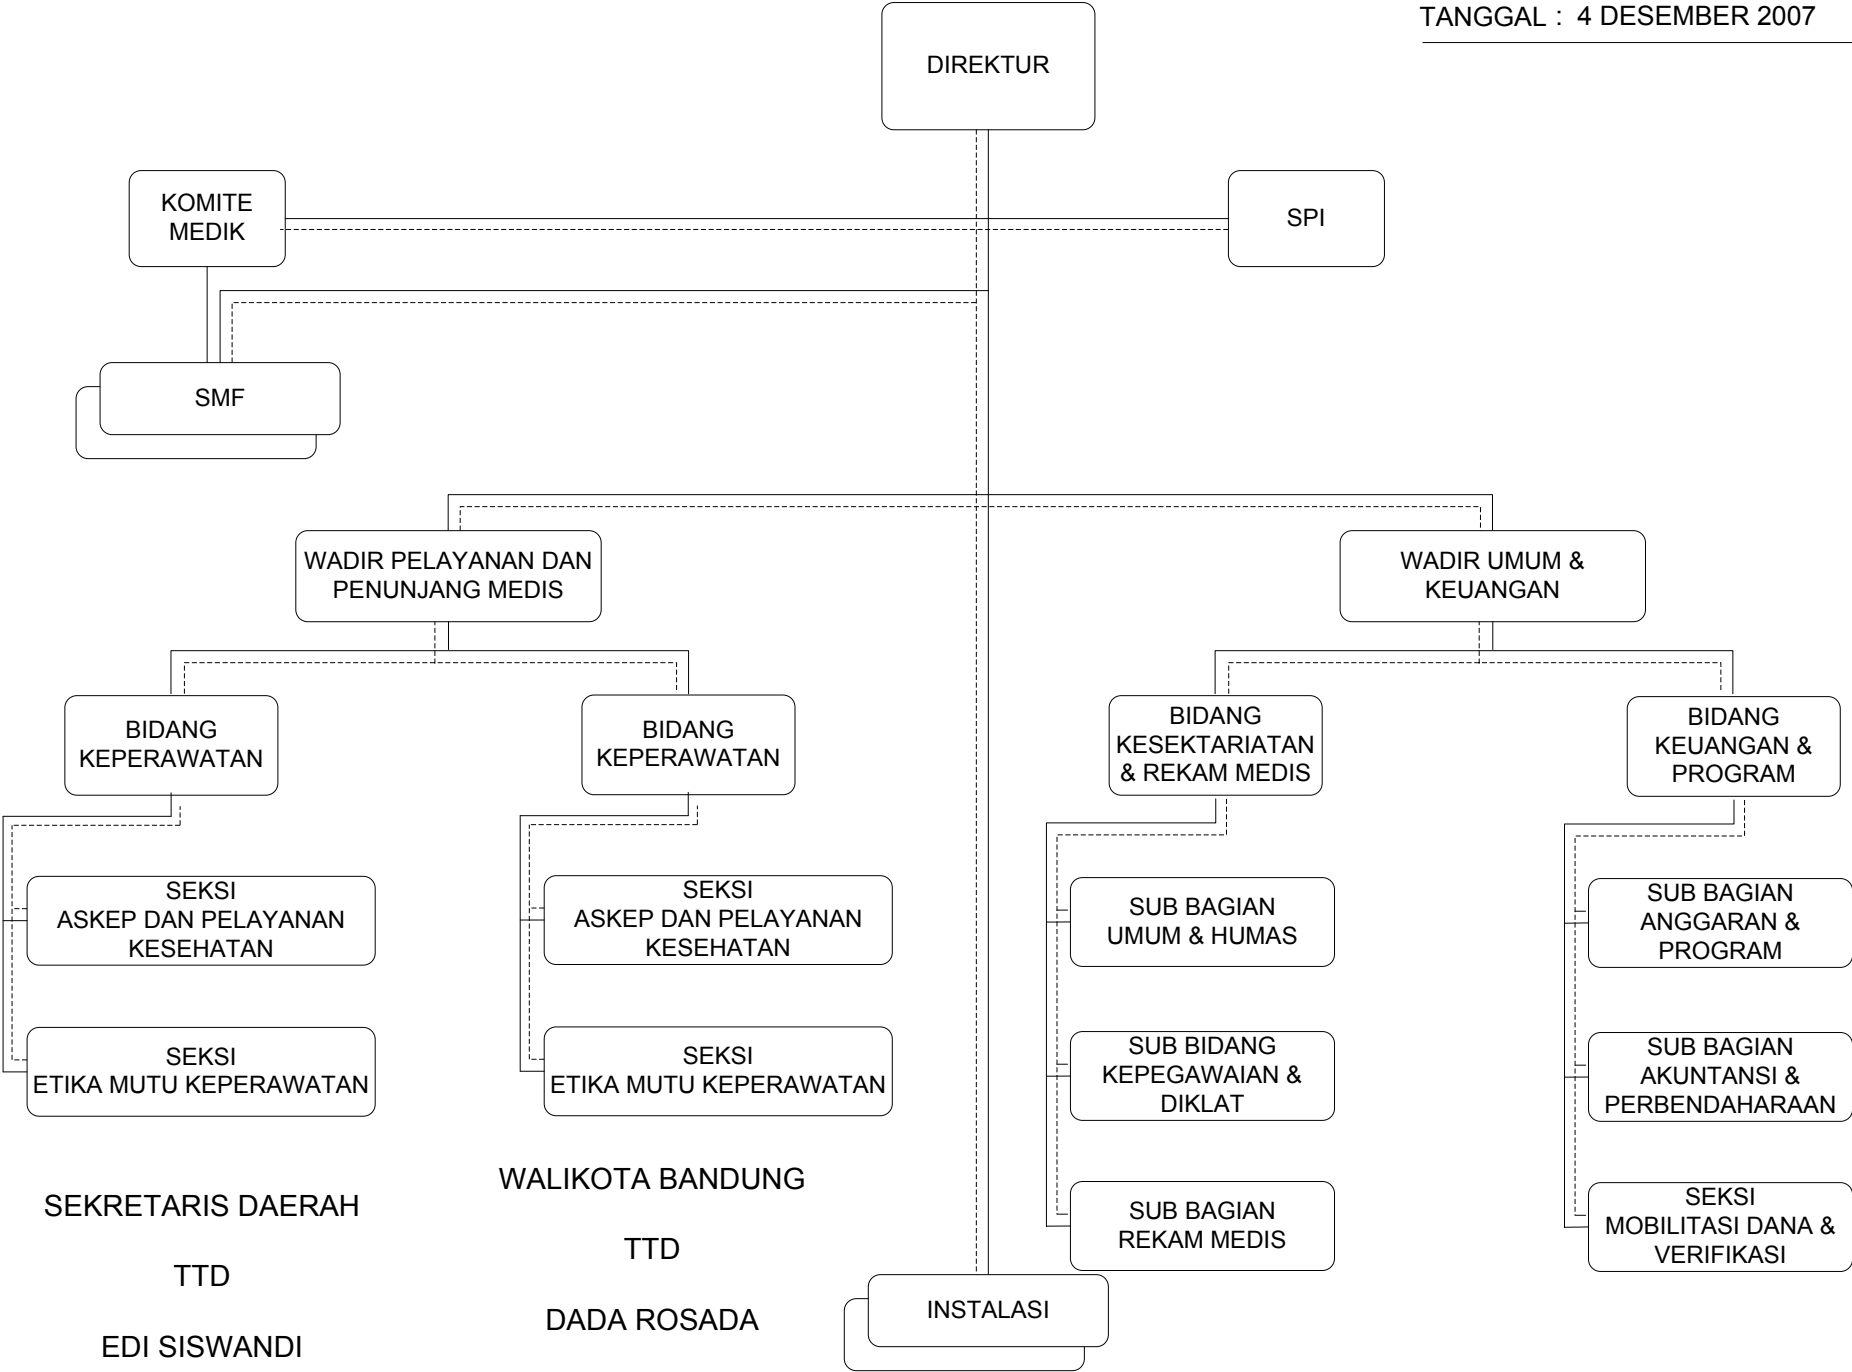 TANGGAL : 4 DESEMBER 2007
DIREKTUR
KOMITE
MEDIK
SPI
SMF
WADIR PELAYANAN DAN
PENUNJANG MEDIS
WADIR UMUM &
KEUANGAN
BIDANG
KEPERAWATAN
BIDANG
KEPERAWATAN
BIDANG
KESEKTARIATAN
& REKAM MEDIS
BIDANG
KEUANGAN &
PROGRAM
SEKSI
ASKEP DAN PELAYANAN
KESEHATAN
SEKSI
ASKEP DAN PELAYANAN
KESEHATAN
SUB BAGIAN
UMUM & HUMAS
SUB BAGIAN
ANGGARAN &
PROGRAM
SEKSI
ETIKA MUTU KEPERAWATAN
SEKSI
ETIKA MUTU KEPERAWATAN
SUB BIDANG
KEPEGAWAIAN &
DIKLAT
SUB BAGIAN
AKUNTANSI &
PERBENDAHARAAN
SUB BAGIAN
REKAM MEDIS
SEKSI
MOBILITASI DANA &
VERIFIKASI
SEKRETARIS DAERAH
TTD
EDI SISWANDI
WALIKOTA BANDUNG
TTD
DADA ROSADA
INSTALASI